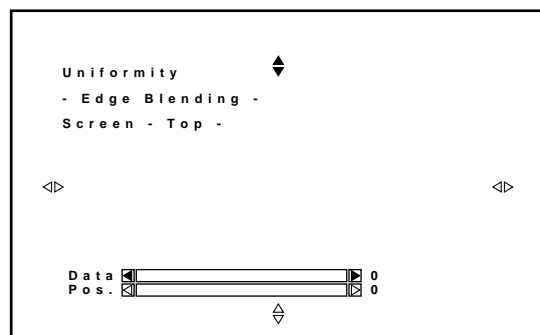 Uniformity
- Edge Blending -
Screen - Top -
Data 0
Pos. 0